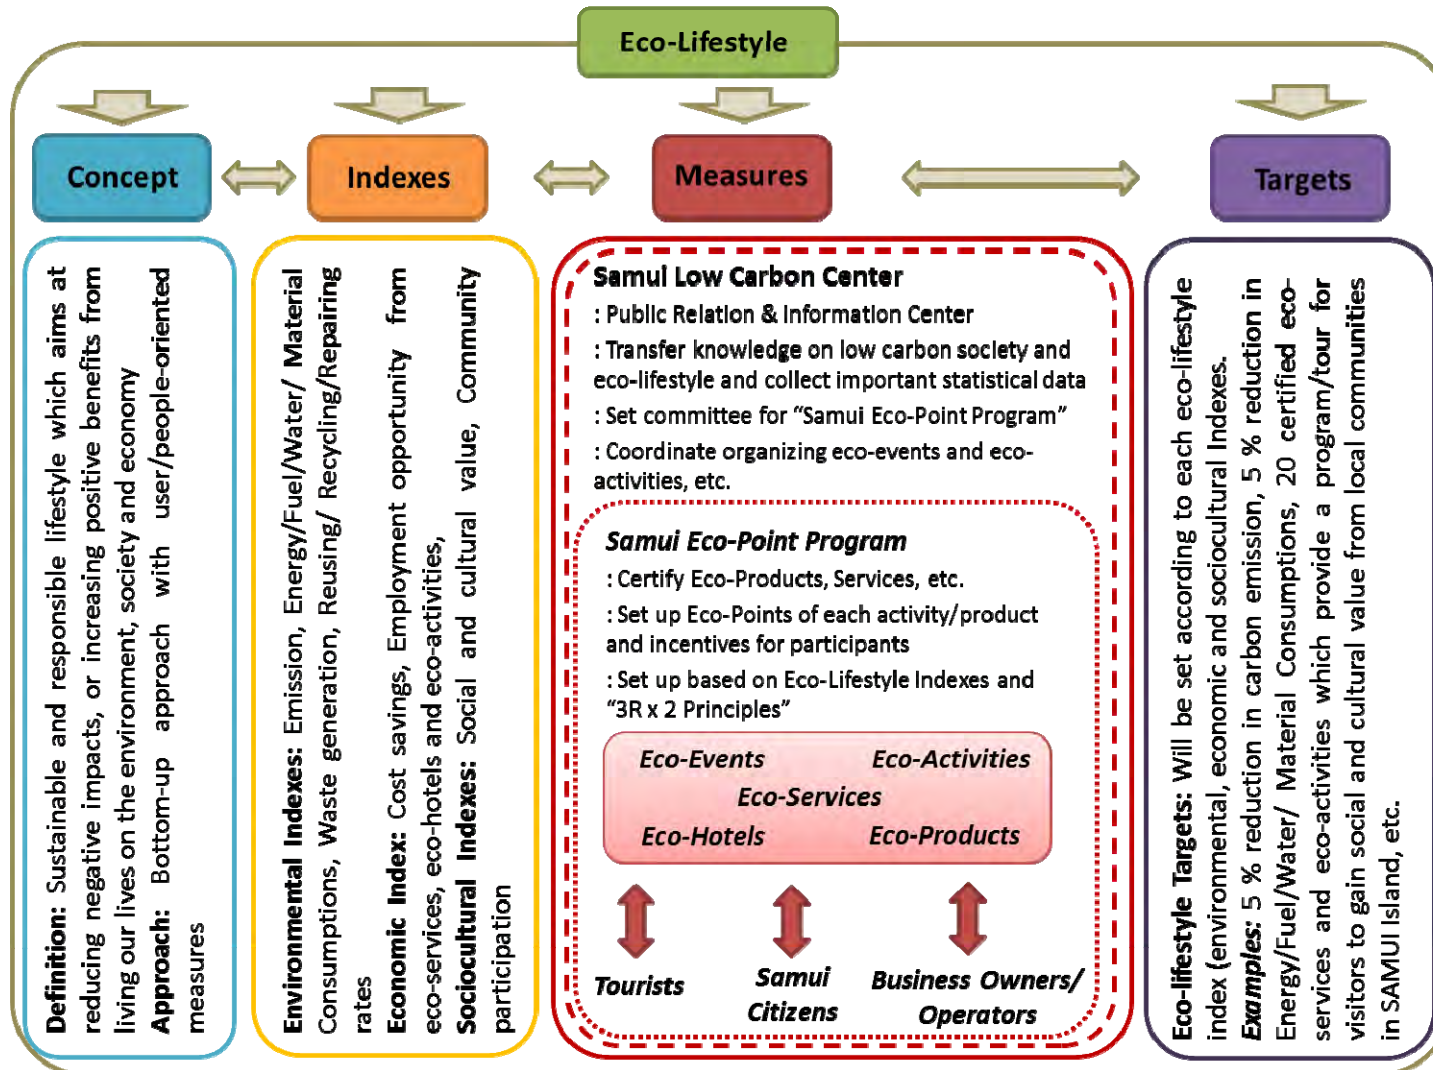 Eco-Lifestyle
Concept
Indexes
Measures
Targets
Definition: Sustainable and responsible lifestyle which aims at
reducing negative impacts, or increasing positive benefits from
living our lives on the environment, society and economy
Approach: Bottom-up approach with user/people-oriented
measures
Environmental Indexes: Emission, Energy/Fuel/Water/ Material
Consumptions, Waste generation, Reusing/ Recycling/Repairing
rates
Economic Index: Cost savings, Employment opportunity from
eco-services, eco-hotels and eco-activities,
Sociocultural Indexes: Social and cultural value, Community
participation
Samui Low Carbon Center
: Public Relation & Information Center
: Transfer knowledge on low carbon society and
eco-lifestyle and collect important statistical data
: Set committee for “Samui Eco-Point Program”
: Coordinate organizing eco-events and eco-
activities, etc.
Samui Eco-Point Program
: Certify Eco-Products, Services, etc.
: Set up Eco-Points of each activity/product
and incentives for participants
: Set up based on Eco-Lifestyle Indexes and
“3R x 2 Principles”
Eco-Events Eco-Activities
Eco-Services
Eco-Hotels Eco-Products
Tourists
Samui
Citizens
Business Owners/
Operators
Eco-lifestyle Targets: Will be set according to each eco-lifestyle
index (environmental, economic and sociocultural Indexes.
Examples: 5 % reduction in carbon emission, 5 % reduction in
Energy/Fuel/Water/ Material Consumptions, 20 certified eco-
services and eco-activities which provide a program/tour for
visitors to gain social and cultural value from local communities
in SAMUI Island, etc.